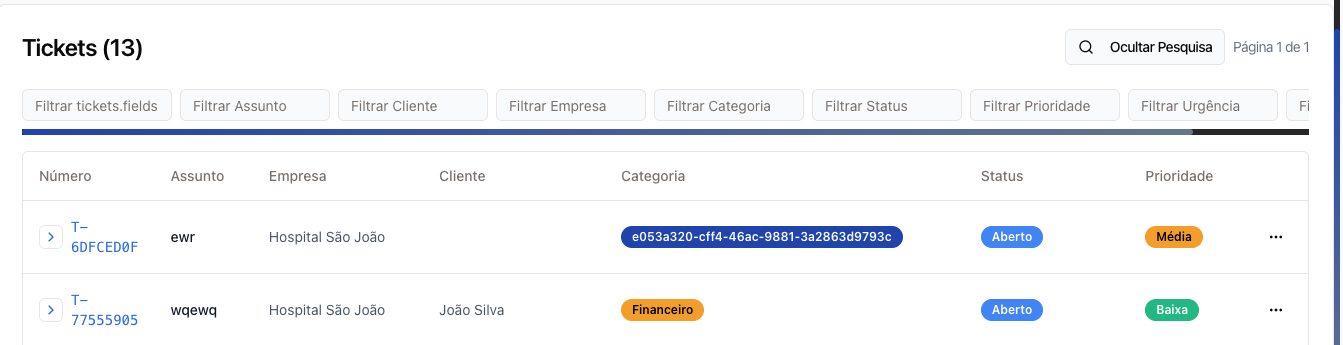 Tickets (13)
Ocultar Pesquisa
Página 1 de 1
Filtrar tickets.fields
Filtrar Assunto
Filtrar Cliente
Filtrar Empresa
Filtrar Categoria
Filtrar Status
Filtrar Prioridade
Filtrar Urgência
Fi
Número
Assunto
Empresa
Cliente
Categoria
Status
Prioridade
T-
6DFCED0F
ewr
Hospital São João
e053a320-cff4-46ac-9881-3a2863d9793c
Aberto
Média
T-
77555905
wqewq
Hospital São João
João Silva
Financeiro
Aberto
Baixa